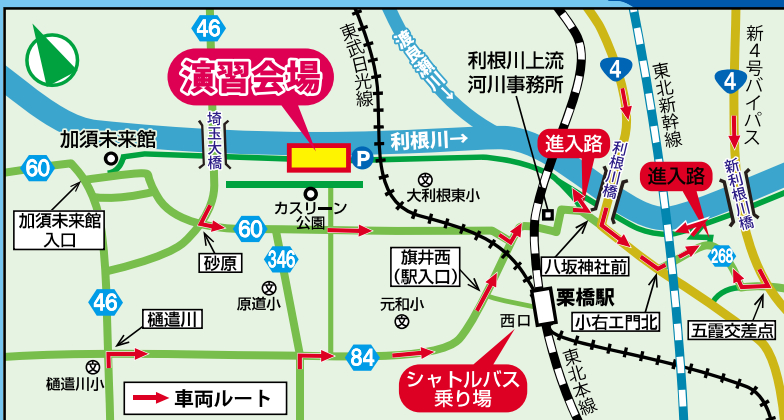 46
東武日光線
渡良瀬川→
利根川上流
河川事務所
4
東北新幹線
4
新4号バイパス
演習会場
埼玉大橋
加須未来館
P
利根川→
進入路
利根川橋
進入路
新利根川橋
60
加須未来館
入口
カスリーン
公園
大利根東小
文
砂原
60
346
旗井西
(駅入口)
八坂神社前
268
原道小
文
元和小
文
栗橋駅
西口
小右エ門北
五霞交差点
46
樋遣川
84
文
樋遣川小
シャトルバス
乗り場
東北本線
車両ルート